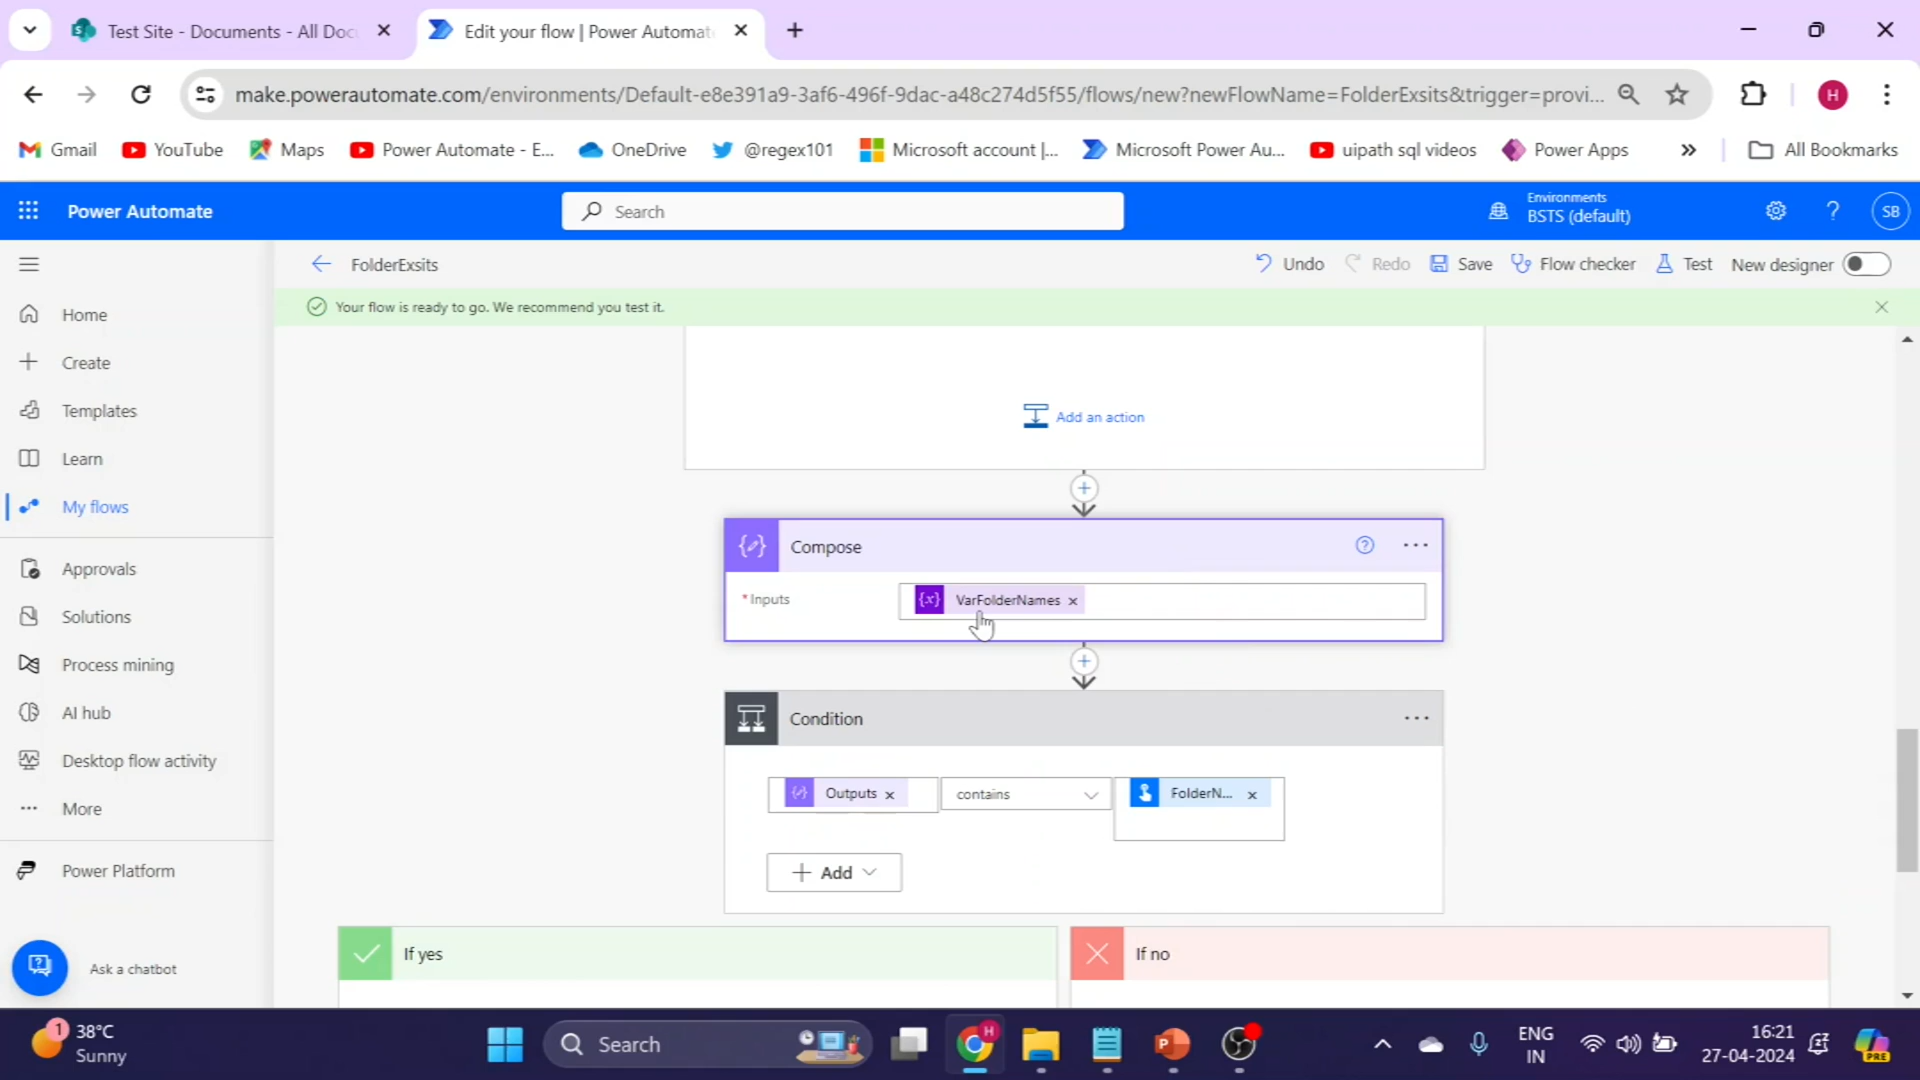 Test Site - Documents - All Doc
Edit your flow | Power Automat
make.powerautomate.com/environments/Default-e8e391a9-3af6-496f-9dac-a48c274d5f55/flows/new?newFlowName=FolderExsits&trigger=provi...
H
Gmail
YouTube
Maps
Power Automate - E...
OneDrive
@regex101
Microsoft account |...
Microsoft Power Au...
uipath sql videos
Power Apps
»
All Bookmarks
Power Automate
Search
Environments
BSTS (default)
?
SB
FolderExsits
Undo
Redo
Save
Flow checker
Test
New designer
Your flow is ready to go. We recommend you test it.
Home
Create
Templates
Learn
My flows
Approvals
Solutions
Process mining
AI hub
Desktop flow activity
More
Power Platform
Ask a chatbot
Add an action
Compose
*Inputs
VarFolderNames
Condition
Outputs
contains
FolderN...
Add
If yes
If no
1
38°C
Sunny
Search
H
ENG
IN
16:21
27-04-2024
PRE